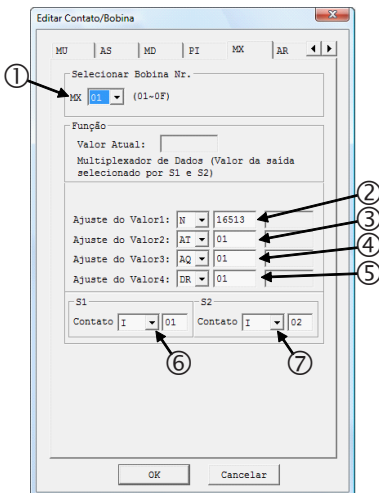 Editar Contato/Bobina
MU AS MD PI MX AR
Selecionar Bobina Nr.
① MX 01 (01~0F)
Função
Valor Atual:
Multiplexador de Dados (Valor da saída
selecionado por S1 e S2)
②
Ajuste do Valor1: N 16513
③
Ajuste do Valor2: AT 01
④
Ajuste do Valor3: AQ 01
⑤
Ajuste do Valor4: DR 01
S1 S2
Contato I 01 Contato I 02
⑥ ⑦
OK Cancelar